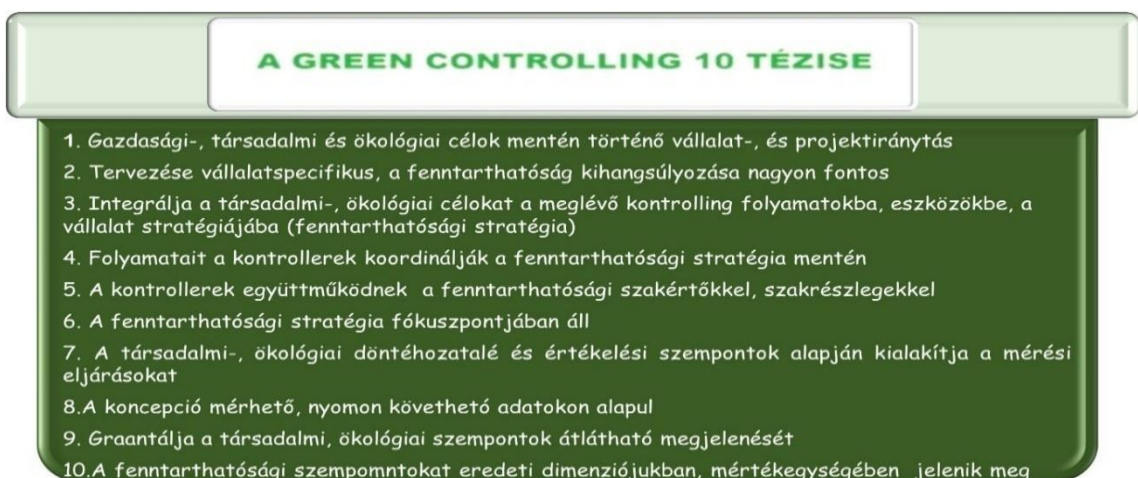 A GREEN CONTROLLING 10 TÉZISE
1. Gazdasági-, társadalmi és ökológiai célok mentén történő vállalat-, és projektiránytás
2. Tervezése vállalatspecifikus, a fenntarthatóság kihangsúlyozása nagyon fontos
3. Integrálja a társadalmi-, ökológiai célokat a meglévő kontrolling folyamatokba, eszközökbe, a
vállalat stratégiájába (fenntarthatósági stratégia)
4. Folyamatait a kontrollerek koordinálják a fenntarthatósági stratégia mentén
5. A kontrollerek együttműködnek a fenntarthatósági szakértőkkel, szakrészlegekkel
6. A fenntarthatósági stratégia fókuszpontjában áll
7. A társadalmi-, ökológiai döntéhozatalé és értékelési szempontok alapján kialakítja a mérési
eljárásokat
8.A koncepció mérhető, nyomon követhetó adatokon alapul
9. Graantálja a társadalmi, ökológiai szempontok átlátható megjelenését
10.A fenntarthatósági szempomntokat eredeti dimenziójukban, mértékegységében jelenik meg